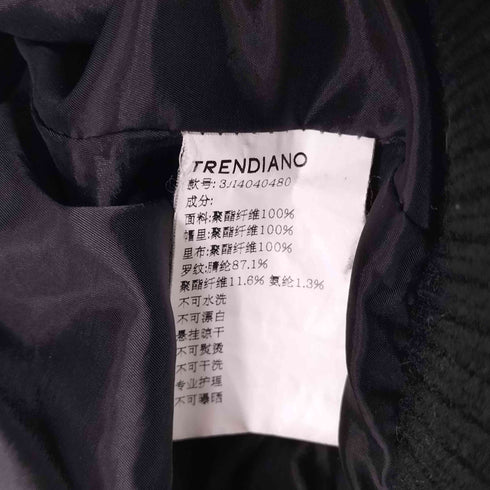 TRENDIANO
款号:3J14040480
成分:
面料:聚酯纤维100%
帽里:聚酯纤维100%
里布:聚酯纤维100%
罗纹:腈纶87.1%
聚酯纤维11.6% 氨纶1.3%
不可水洗
不可漂白
悬挂晾干
不可熨烫
不可干洗
专业护理
不可曝晒